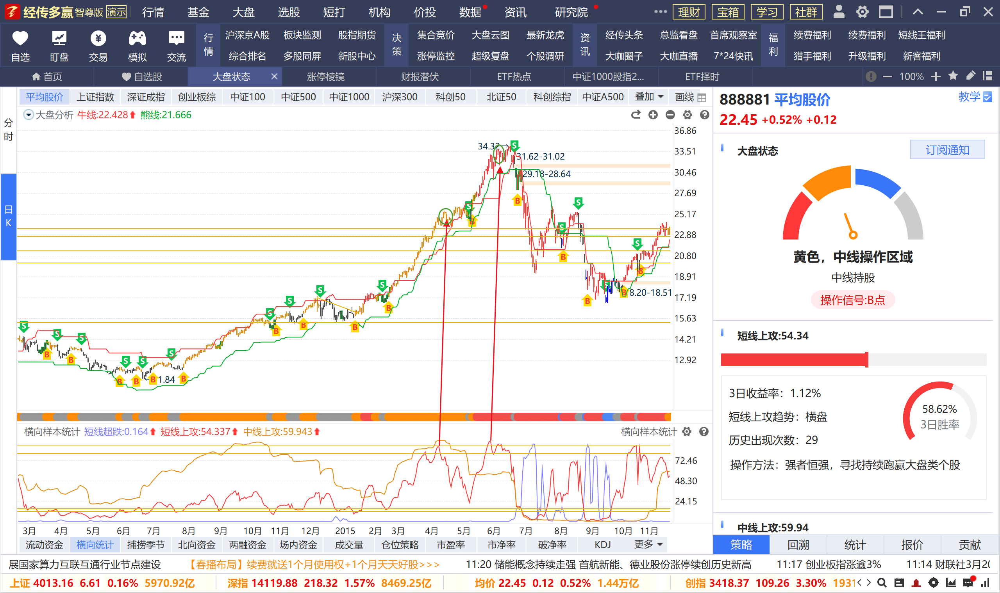 经传多赢 智尊版 演示 行情 基金 大盘 选股 短打 机构 价投 数据 资讯 研究院 理财 宝箱 学习 社群
自选 盯盘 交易 模拟 交流
行情 沪深京A股 板块监测 股指期货 决策 集合竞价 大盘云图 最新龙虎 资讯 经传头条 总监看盘 首席观察室 福利 续费福利 续费福利 短线王福利
综合排名 多股同屏 新股中心 涨停监控 超级复盘 个股调研 大咖圈子 大咖直播 7*24快讯 猎手福利 升级福利 新客福利
首页 自选股 大盘状态 涨停棱镜 财报潜伏 ETF热点 中证1000股指2... ETF择时 100%
分时
日K
平均股价 上证指数 深证成指 创业板综 中证100 中证500 中证1000 沪深300 科创50 北证50 科创综指 中证A500 叠加 画线
大盘分析 牛线:22.428 熊线:21.666
36.86
33.51
30.46
27.69
25.17
22.88
20.80
18.91
17.19
15.63
14.21
12.92
34.32
31.62-31.02
29.18-28.64
8.20-18.51
1.84
S S S S S S S S S S S S S S S S S
B B B B B B B B B B B B B B B B B
横向样本统计 短线超跌:0.164 短线上攻:54.337 中线上攻:59.943 横向样本统计
72.46
48.30
24.15
3月 4月 5月 6月 7月 8月 9月 10月 11月 12月 2015 2月 3月 4月 5月 6月 7月 8月 9月 10月 11月
流动资金 横向统计 捕捞季节 北向资金 两融资金 场内资金 成交量 仓位策略 市盈率 市净率 破净率 KDJ 更多
888881 平均股价 教学
22.45 +0.52% +0.12
大盘状态 订阅通知
黄色，中线操作区域
中线持股
操作信号:B点
短线上攻:54.34
3日收益率：1.12%
短线上攻趋势：横盘
历史出现次数：29
58.62%
3日胜率
操作方法：强者恒强，寻找持续跑赢大盘类个股
中线上攻:59.94
策略 回溯 统计 报价 贡献
展国家算力互联互通行业节点建设 【春播布局】续费就送1个月使用权+1个月天天好股>>> 11:20 储能概念持续走强 首航新能、德业股份涨停续创历史新高 11:17 创业板指涨逾3% 11:14 财联社3月20
上证 4013.16 6.61 0.16% 5970.92亿 深指 14119.88 218.32 1.57% 8469.25亿 均价 22.45 0.12 0.52% 1.44万亿 创指 3418.37 109.26 3.30% 1931